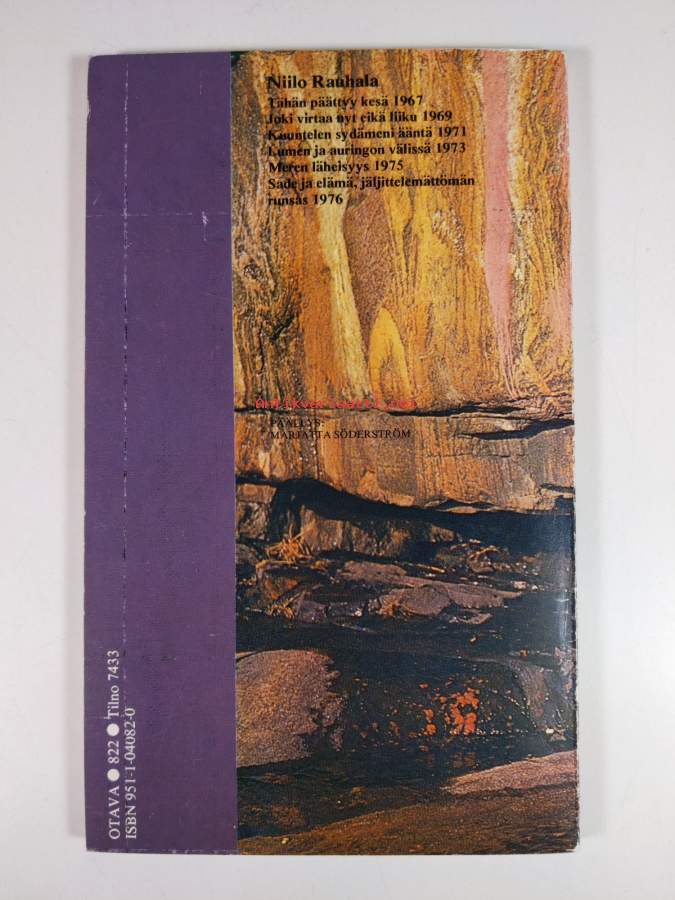 Niilo Rauhala
Tähän päättyy kesä 1967
Joki virtaa nyt eikä liiku 1969
Kuuntelen sydämeni ääntä 1971
Lumen ja auringon välissä 1973
Meren läheisyys 1975
Sade ja elämä, jäljittelemättömän
runsas 1976
antikvariaatti.net
PÄÄLLYS:
MARJATTA SÖDERSTRÖM
OTAVA ● 822 ● Tilno 7433
ISBN 951-1-04082-0